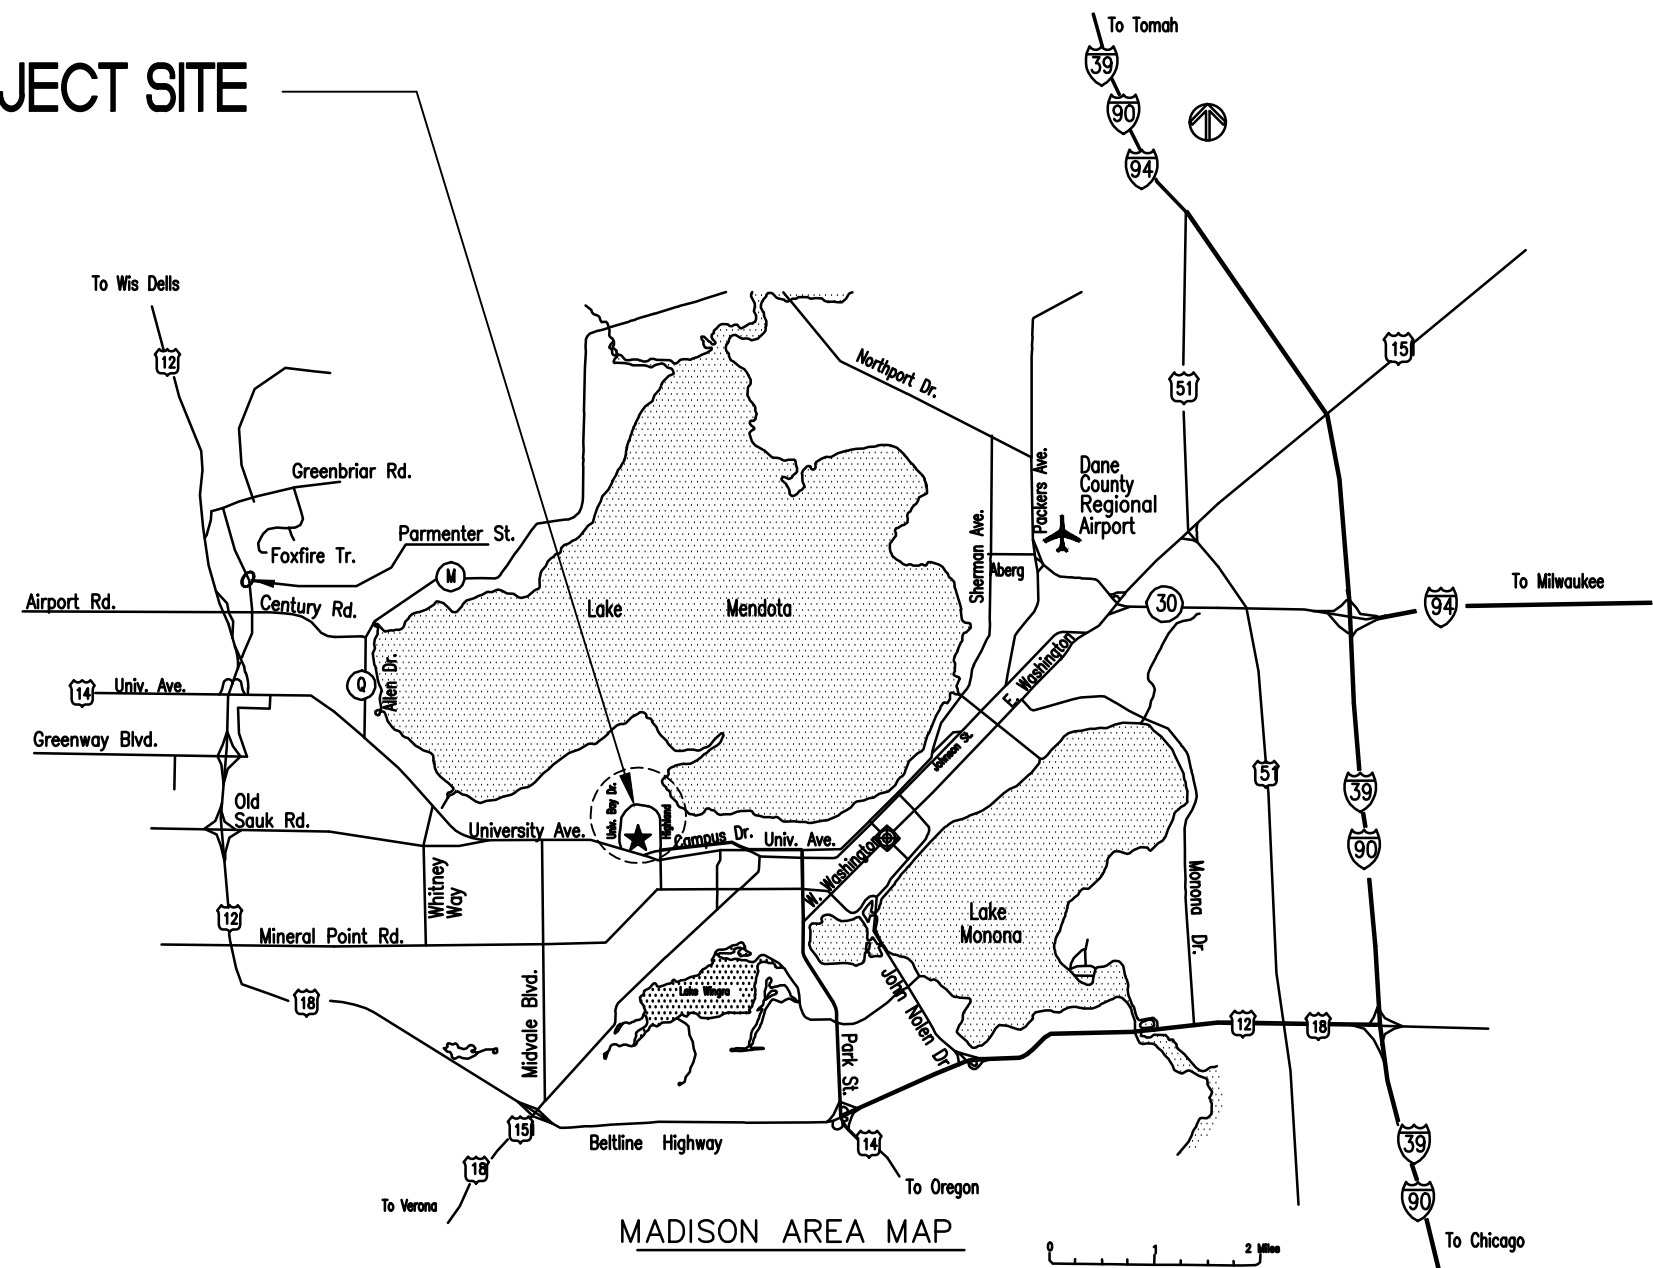 To Tomah
39
JECT SITE
90
94
To Wis Dells
12
15
51
Northport Dr.
Greenbriar Rd.
Packers Ave.
Dane
County
Regional
Airport
Parmenter St.
Foxfire Tr.
Sherman Ave.
Aberg
M
To Milwaukee
Airport Rd.
Century Rd.
Lake Mendota
30
94
Allen Dr.
Q
14
Univ. Ave.
E. Washington
Greenway Blvd.
Johnson St.
51
39
Univ. Bay Dr.
Highland
Old
Sauk Rd.
University Ave.
Campus Dr.
Univ. Ave.
90
W. Washington
Whitney
Way
Monona Dr.
12
Lake
Monona
Mineral Point Rd.
Midvale Blvd.
Lake Wingra
John Nolen Dr
18
12
18
Park St.
15
Beltline Highway
14
39
18
To Verona
To Oregon
90
MADISON AREA MAP
To Chicago
0 1 2 Miles